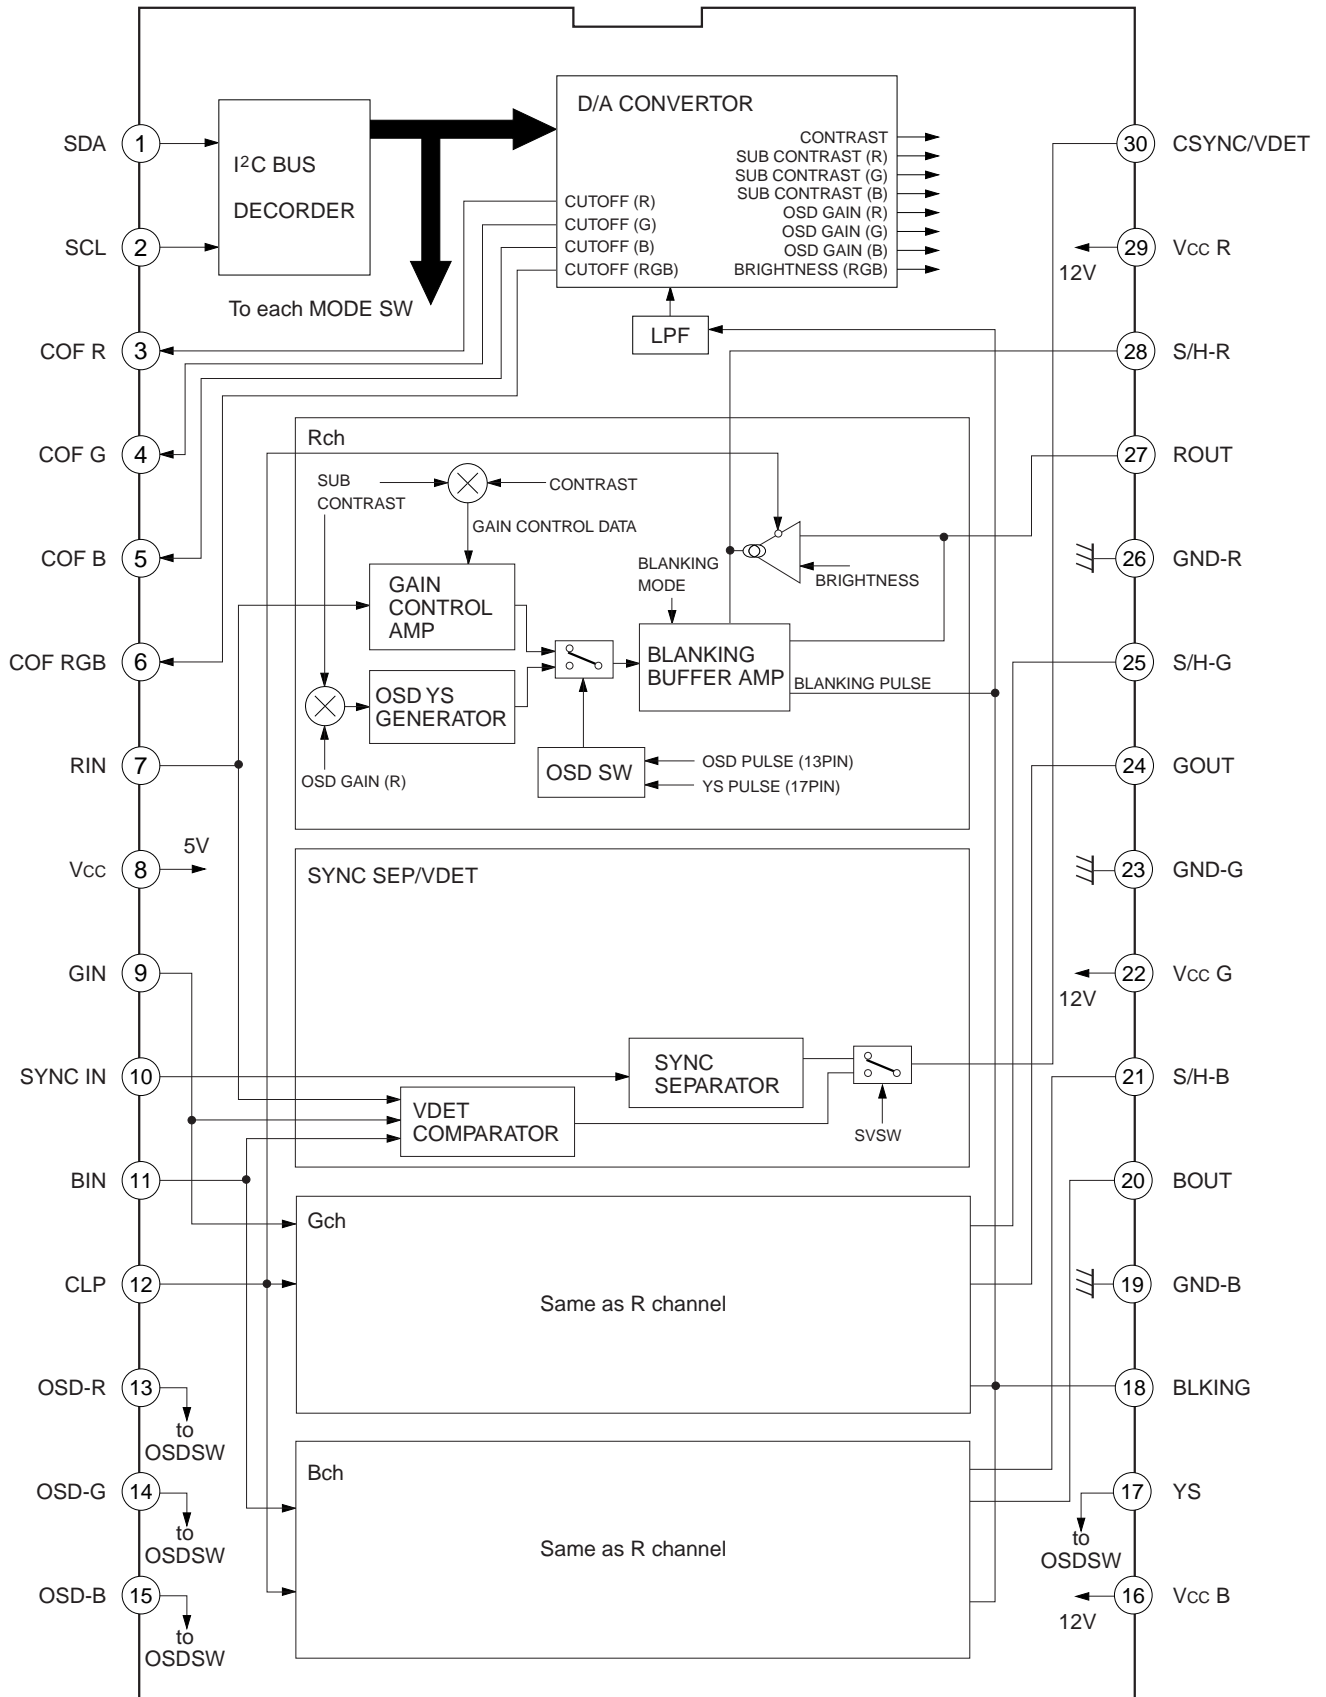 SDA 1
SCL 2
COF R 3
COF G 4
COF B 5
COF RGB 6
RIN 7
Vcc 8
5V
GIN 9
SYNC IN 10
BIN 11
CLP 12
OSD-R 13
to
OSDSW
OSD-G 14
to
OSDSW
OSD-B 15
to
OSDSW
I2C BUS
DECORDER
To each MODE SW
D/A CONVERTOR
CONTRAST
SUB CONTRAST (R)
SUB CONTRAST (G)
SUB CONTRAST (B)
OSD GAIN (R)
OSD GAIN (G)
OSD GAIN (B)
BRIGHTNESS (RGB)
CUTOFF (R)
CUTOFF (G)
CUTOFF (B)
CUTOFF (RGB)
LPF
Rch
SUB
CONTRAST
CONTRAST
GAIN CONTROL DATA
GAIN
CONTROL
AMP
BLANKING
MODE
BRIGHTNESS
BLANKING
BUFFER AMP
BLANKING PULSE
OSD YS
GENERATOR
OSD GAIN (R)
OSD SW
OSD PULSE (13PIN)
YS PULSE (17PIN)
SYNC SEP/VDET
SYNC
SEPARATOR
VDET
COMPARATOR
SVSW
Gch
Same as R channel
Bch
Same as R channel
30 CSYNC/VDET
29 Vcc R
12V
28 S/H-R
27 ROUT
26 GND-R
25 S/H-G
24 GOUT
23 GND-G
22 Vcc G
12V
21 S/H-B
20 BOUT
19 GND-B
18 BLKING
17 YS
to
OSDSW
16 Vcc B
12V